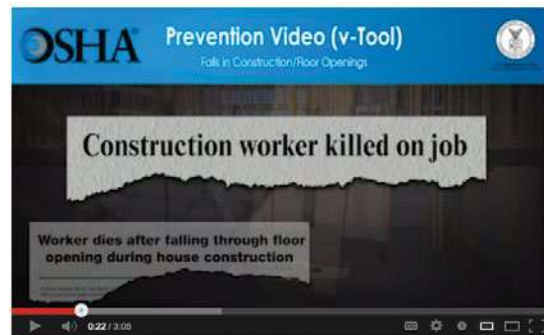 OSHA
Prevention Video (v-Tool)
Falls in Construction/Floor Openings
Construction worker killed on job
Worker dies after falling through floor
opening during house construction
0:22 / 3:08